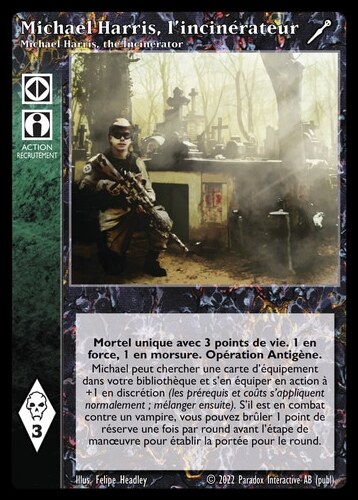 Michael Harris, l'incinérateur
Michael Harris, the Incinerator
ACTION
RECRUTEMENT
Mortel unique avec 3 points de vie. 1 en
force, 1 en morsure. Opération Antigène.
Michael peut chercher une carte d'équipement
dans votre bibliothèque et s'en équiper en action à
+1 en discrétion (les prérequis et coûts s'appliquent
normalement ; mélanger ensuite). S'il est en combat
contre un vampire, vous pouvez brûler 1 point de
réserve une fois par round avant l'étape de
manœuvre pour établir la portée pour le round.
3
Illus. Felipe Headley
© 2022 Paradox Interactive AB (publ)